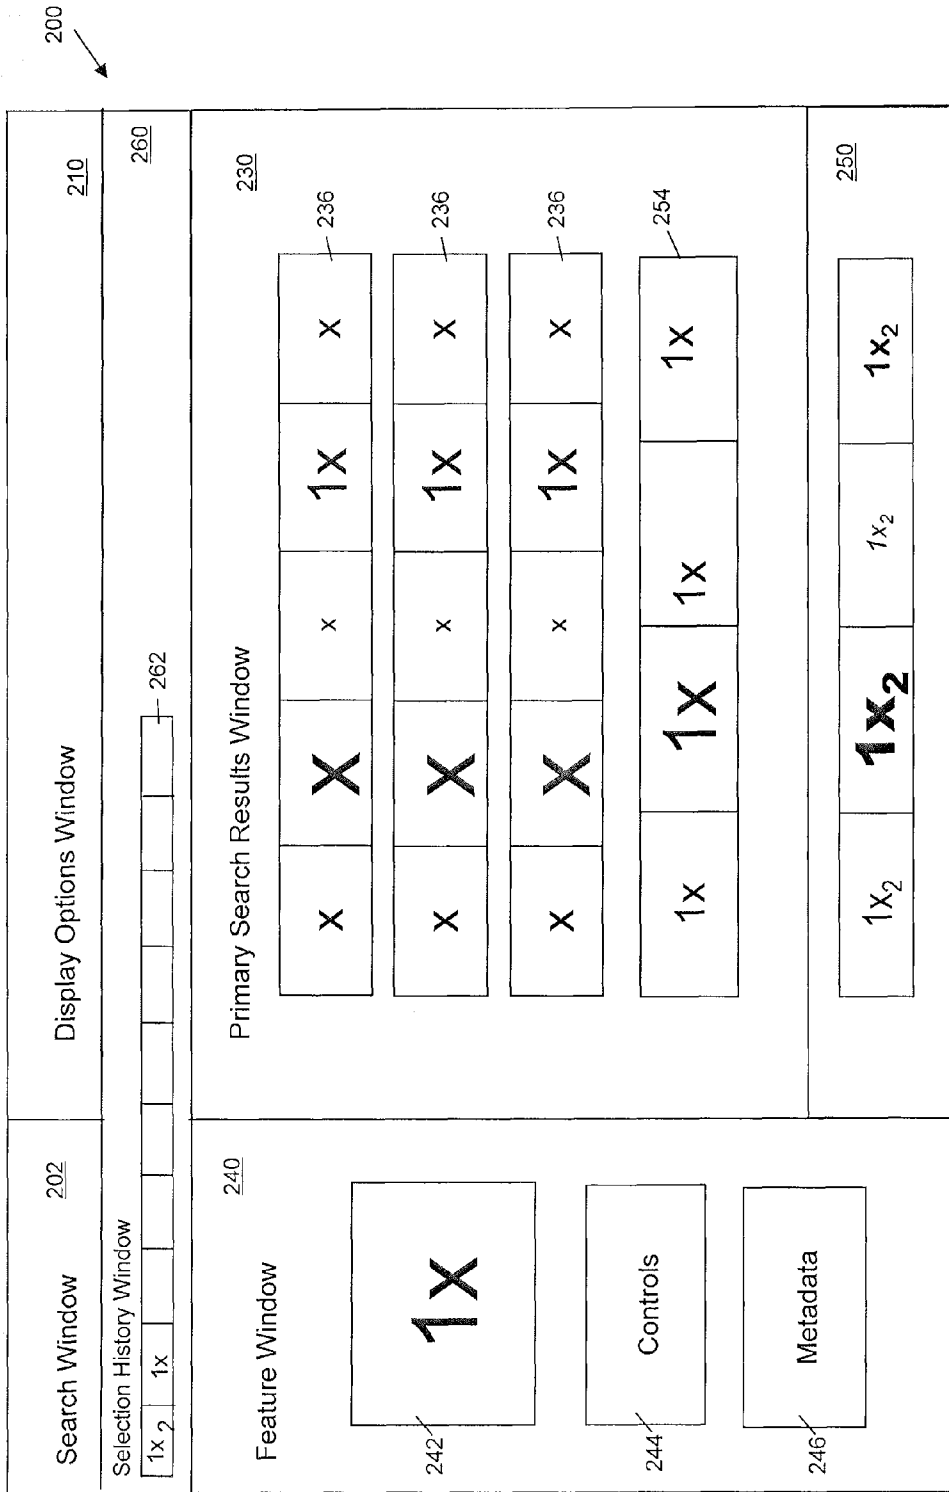 200
Search Window 202
Display Options Window 210
Selection History Window 260
1x2 1x 262
Feature Window 240
1x
242
Controls
244
Metadata
246
Primary Search Results Window 230
x X x 1x x 236
x X x 1x x 236
x X x 1x x 236
1x 1x 1x 1x 254
250
1x2 1x2 1x2 1x2